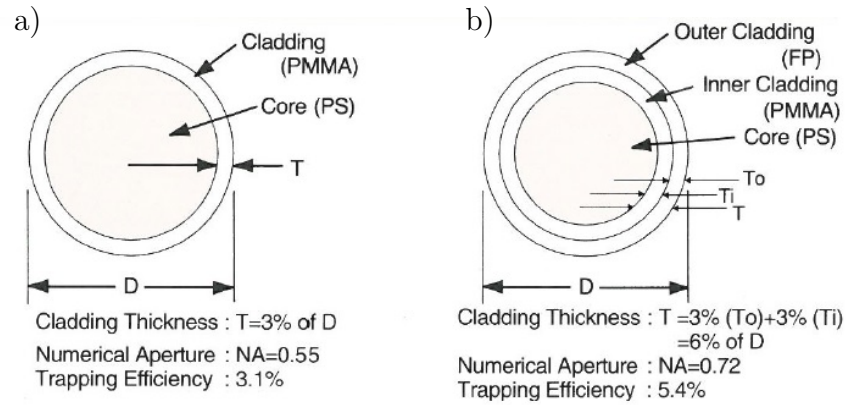 a)
Cladding
(PMMA)
Core (PS)
T
D
Cladding Thickness : T=3% of D
Numerical Aperture : NA=0.55
Trapping Efficiency : 3.1%
b)
Outer Cladding
(FP)
Inner Cladding
(PMMA)
Core (PS)
To
Ti
T
D
Cladding Thickness : T =3% (To)+3% (Ti)
=6% of D
Numerical Aperture : NA=0.72
Trapping Efficiency : 5.4%